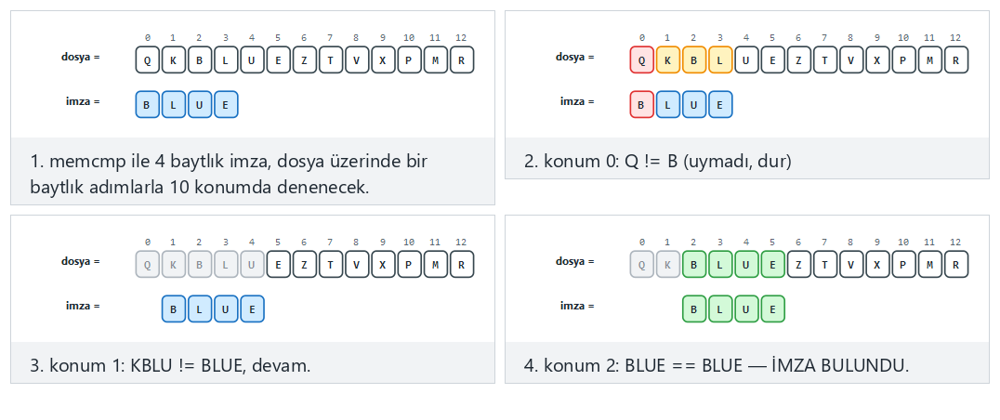 0 1 2 3 4 5 6 7 8 9 10 11 12
dosya = Q K B L U E Z T V X P M R
imza = B L U E
1. memcmp ile 4 baytlık imza, dosya üzerinde bir
baytlık adımlarla 10 konumda denenecek.
0 1 2 3 4 5 6 7 8 9 10 11 12
dosya = Q K B L U E Z T V X P M R
imza = B L U E
2. konum 0: Q != B (uymadı, dur)
0 1 2 3 4 5 6 7 8 9 10 11 12
dosya = Q K B L U E Z T V X P M R
imza = B L U E
3. konum 1: KBLU != BLUE, devam.
0 1 2 3 4 5 6 7 8 9 10 11 12
dosya = Q K B L U E Z T V X P M R
imza = B L U E
4. konum 2: BLUE == BLUE — İMZA BULUNDU.